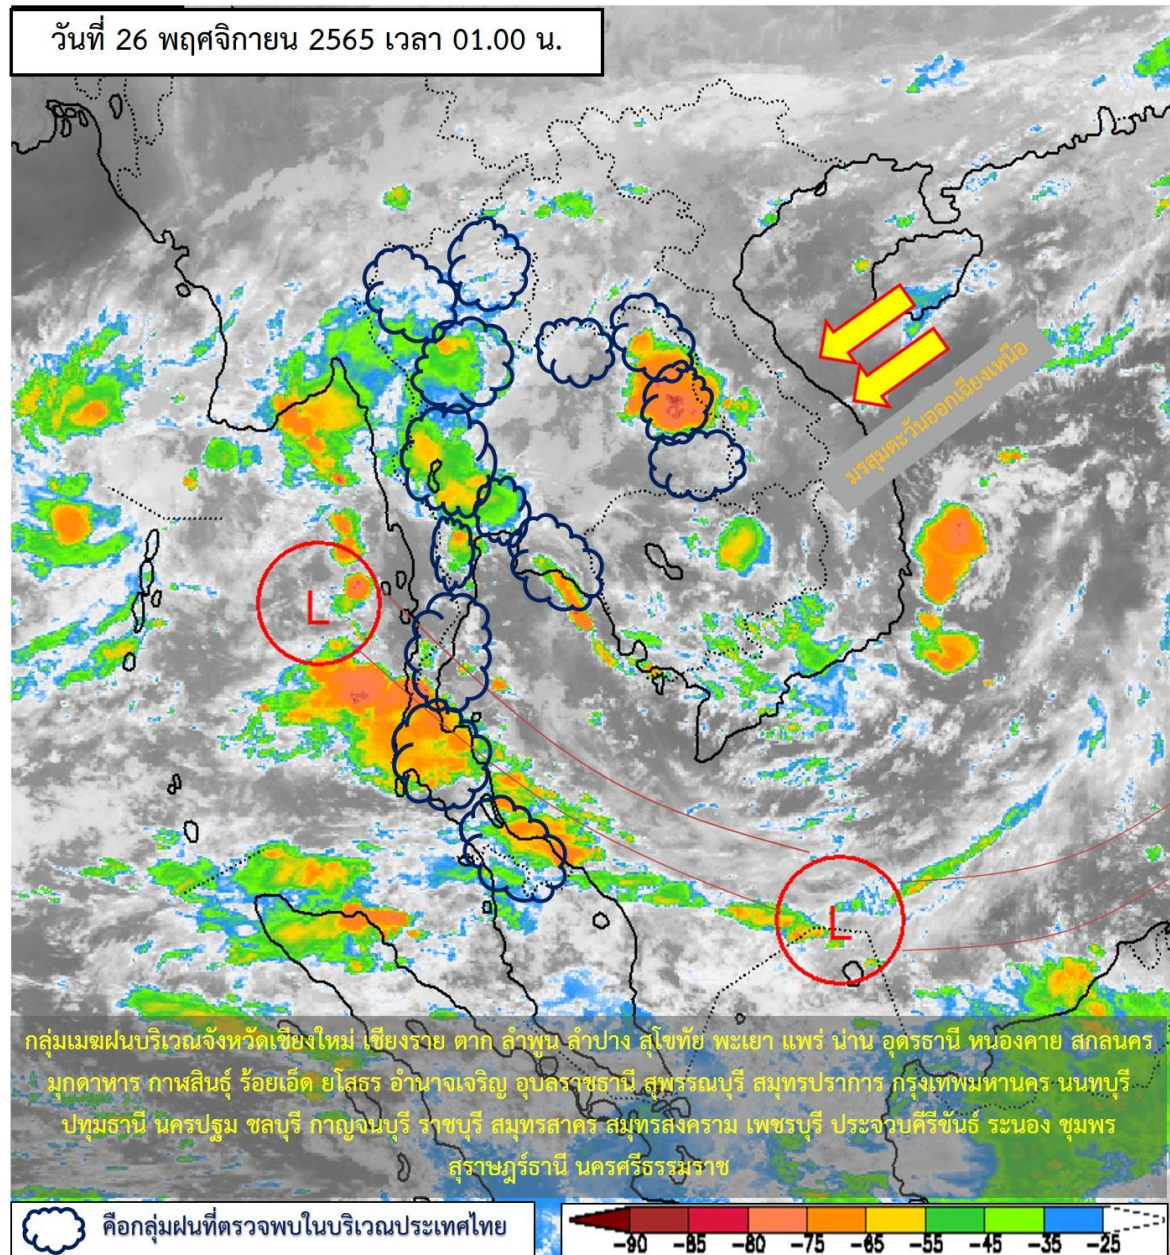 วันที่ 26 พฤศจิกายน 2565 เวลา 01.00 น.
มรสุมตะวันออกเฉียงเหนือ
L
L
กลุ่มเมฆฝนบริเวณจังหวัดเชียงใหม่ เชียงราย ตาก ลำพูน ลำปาง สุโขทัย พะเยา แพร่ น่าน อุดรธานี หนองคาย สกลนคร
มุกดาหาร กาฬสินธุ์ ร้อยเอ็ด ยโสธร อำนาจเจริญ อุบลราชธานี สุพรรณบุรี สมุทรปราการ กรุงเทพมหานคร นนทบุรี
ปทุมธานี นครปฐม ชลบุรี กาญจนบุรี ราชบุรี สมุทรสาคร สมุทรสงคราม เพชรบุรี ประจวบคีรีขันธ์ ระนอง ชุมพร
สุราษฎร์ธานี นครศรีธรรมราช
คือกลุ่มฝนที่ตรวจพบในบริเวณประเทศไทย
-90 -85 -80 -75 -65 -55 -45 -35 -25